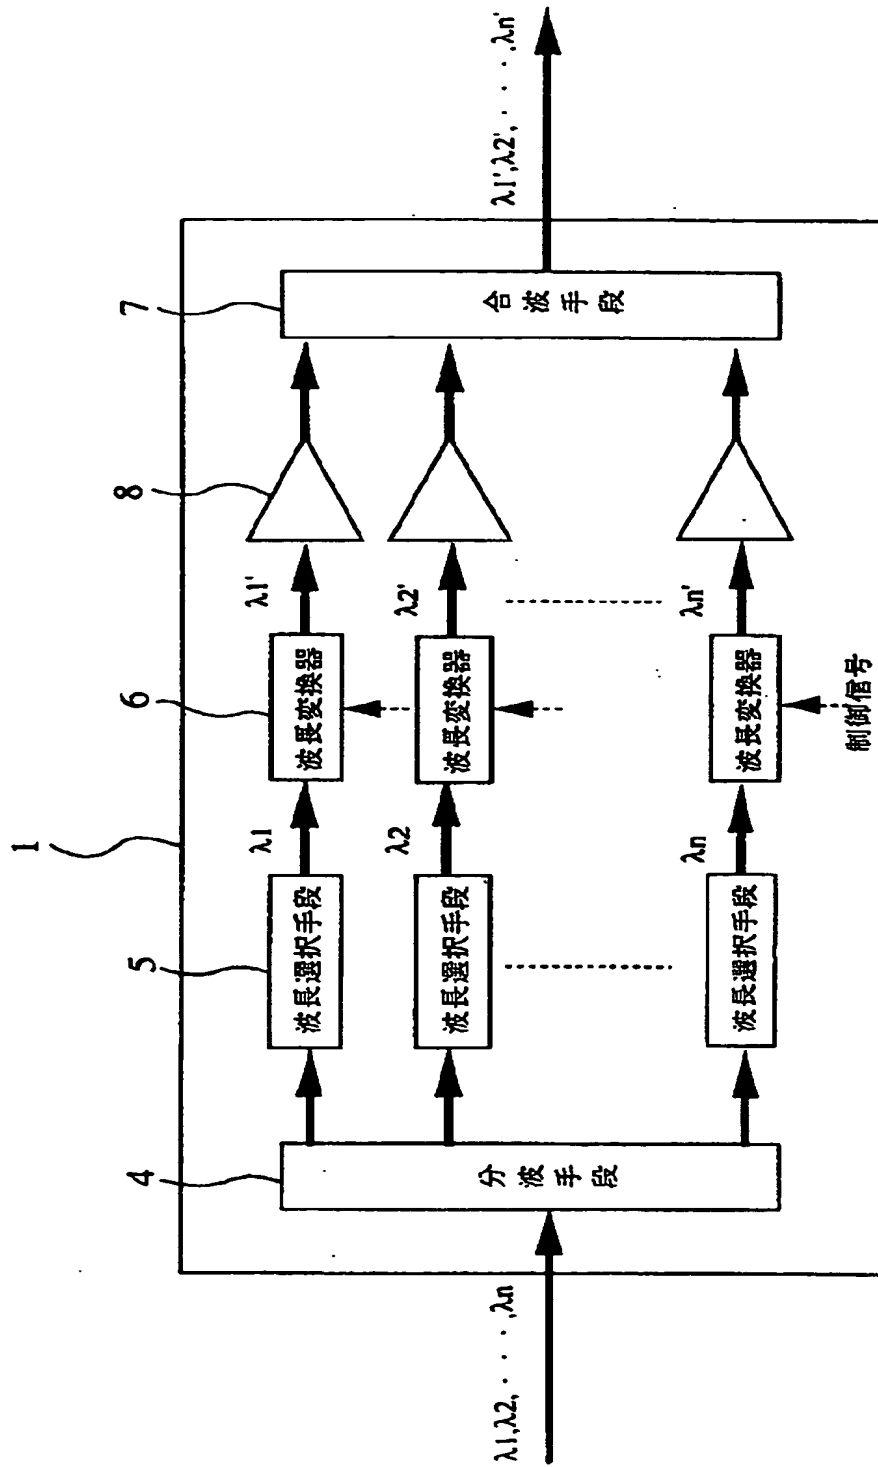 1
4
5
6
8
7
λ1,λ2,・・・,λn
分波手段
波長選択手段
λ1
波長変換器
λ1'
波長選択手段
λ2
波長変換器
λ2'
波長選択手段
λn
波長変換器
λn'
制御信号
合波手段
λ1',λ2',・・・,λn'